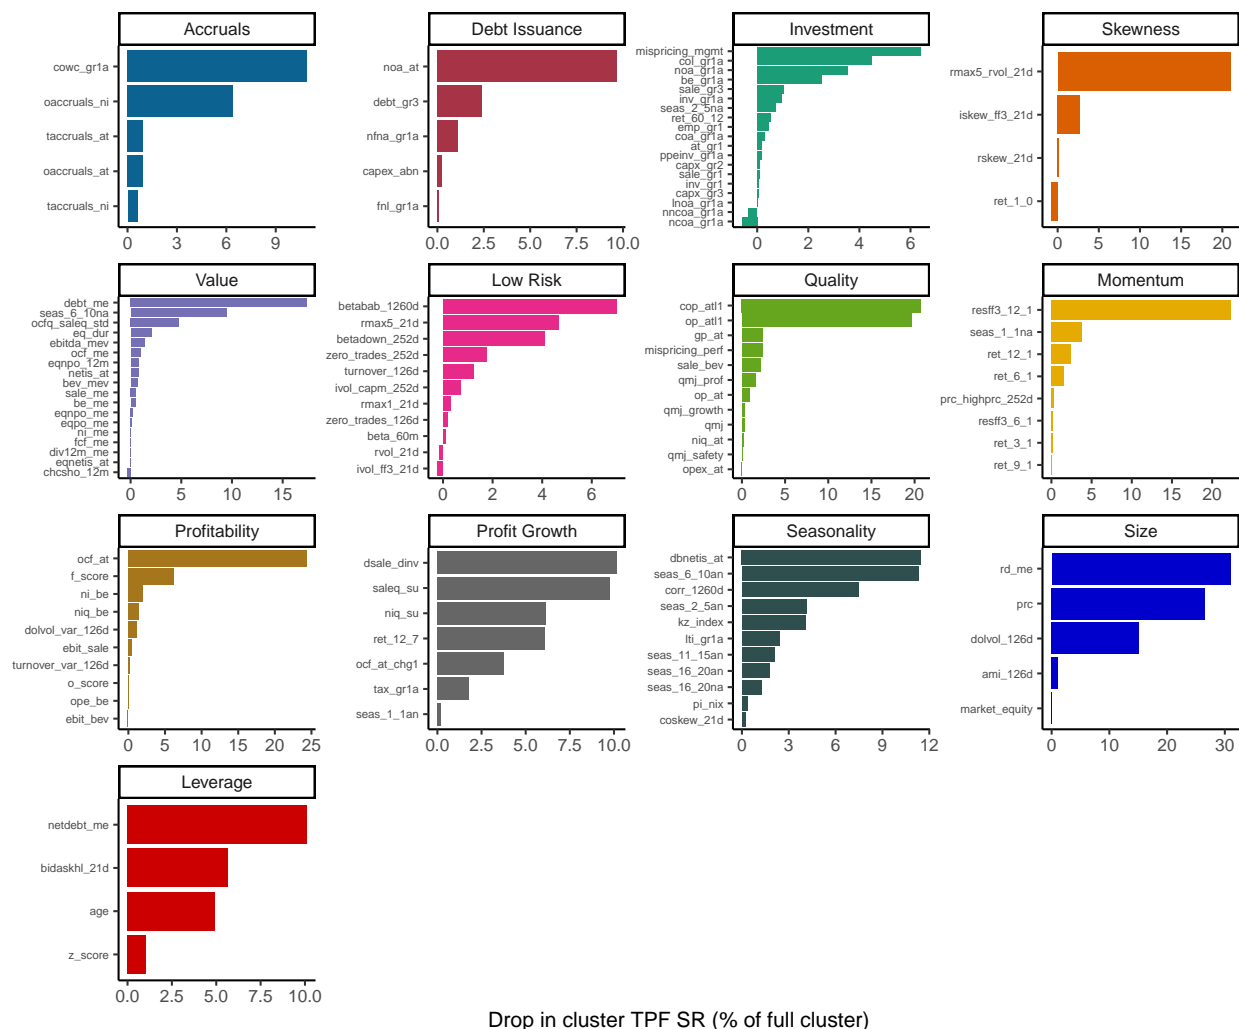 Accruals
cowc_gr1a
oaccruals_ni
taccruals_at
oaccruals_at
taccruals_ni
0 3 6 9
Debt Issuance
noa_at
debt_gr3
nfna_gr1a
capex_abn
fnl_gr1a
0.0 2.5 5.0 7.5 10.0
Investment
mispricing_mgmt
col_gr1a
noa_gr1a
be_gr1a
sale_gr3
inv_gr1a
seas_2_5na
ret_60_12
emp_gr1
coa_gr1a
at_gr1
ppeinv_gr1a
capx_gr2
sale_gr1
inv_gr1
capx_gr3
lnoa_gr1a
nncoa_gr1a
ncoa_gr1a
0 2 4 6
Skewness
rmax5_rvol_21d
iskew_ff3_21d
rskew_21d
ret_1_0
0 5 10 15 20
Value
debt_me
seas_6_10na
ocfq_saleq_std
eq_dur
ebitda_mev
ocf_me
eqnpo_12m
netis_at
bev_mev
sale_me
be_me
eqnpo_me
eqpo_me
ni_me
fcf_me
div12m_me
eqnetis_at
chcsho_12m
0 5 10 15
Low Risk
betabab_1260d
rmax5_21d
betadown_252d
zero_trades_252d
turnover_126d
ivol_capm_252d
rmax1_21d
zero_trades_126d
beta_60m
rvol_21d
ivol_ff3_21d
0 2 4 6
Quality
cop_atl1
op_atl1
gp_at
mispricing_perf
sale_bev
qmj_prof
op_at
qmj_growth
qmj
niq_at
qmj_safety
opex_at
0 5 10 15 20
Momentum
resff3_12_1
seas_1_1na
ret_12_1
ret_6_1
prc_highprc_252d
resff3_6_1
ret_3_1
ret_9_1
0 5 10 15 20
Profitability
ocf_at
f_score
ni_be
niq_be
dolvol_var_126d
ebit_sale
turnover_var_126d
o_score
ope_be
ebit_bev
0 5 10 15 20 25
Profit Growth
dsale_dinv
saleq_su
niq_su
ret_12_7
ocf_at_chg1
tax_gr1a
seas_1_1an
0.0 2.5 5.0 7.5 10.0
Seasonality
dbnetis_at
seas_6_10an
corr_1260d
seas_2_5an
kz_index
lti_gr1a
seas_11_15an
seas_16_20an
seas_16_20na
pi_nix
coskew_21d
0 3 6 9 12
Size
rd_me
prc
dolvol_126d
ami_126d
market_equity
0 10 20 30
Leverage
netdebt_me
bidaskhl_21d
age
z_score
0.0 2.5 5.0 7.5 10.0
Drop in cluster TPF SR (% of full cluster)